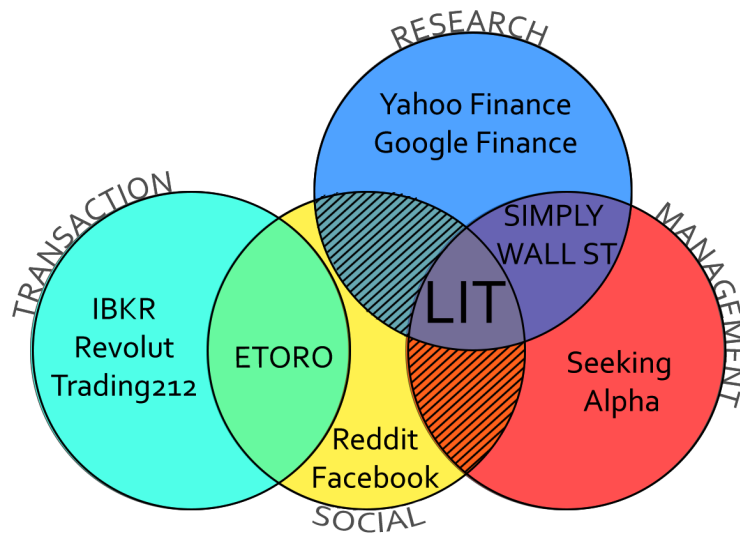 RESEARCH
Yahoo Finance
Google Finance
TRANSACTION
SIMPLY
WALL ST
MANAGEMENT
IBKR
Revolut
Trading212
ETORO
LIT
Seeking
Alpha
Reddit
Facebook
SOCIAL